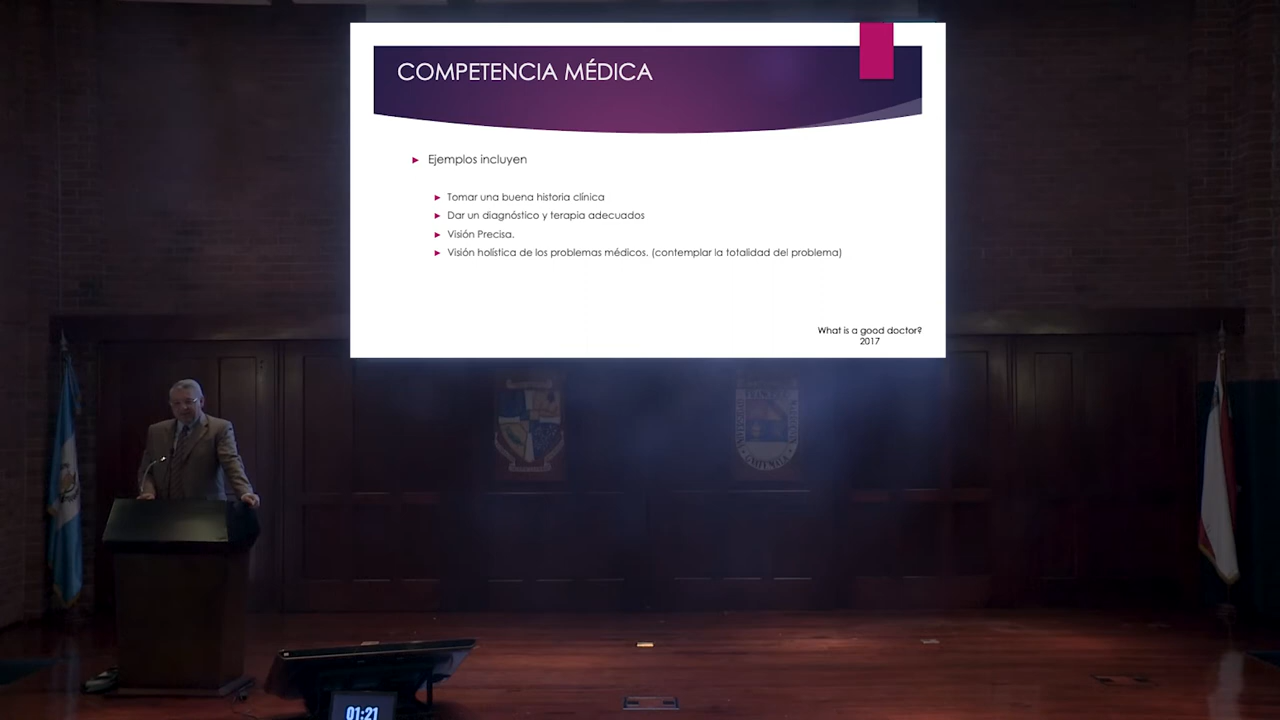 COMPETENCIA MÉDICA
Ejemplos incluyen
Tomar una buena historia clínica
Dar un diagnóstico y terapia adecuados
Visión Precisa.
Visión holística de los problemas médicos. (contemplar la totalidad del problema)
What is a good doctor?
2017
01:21